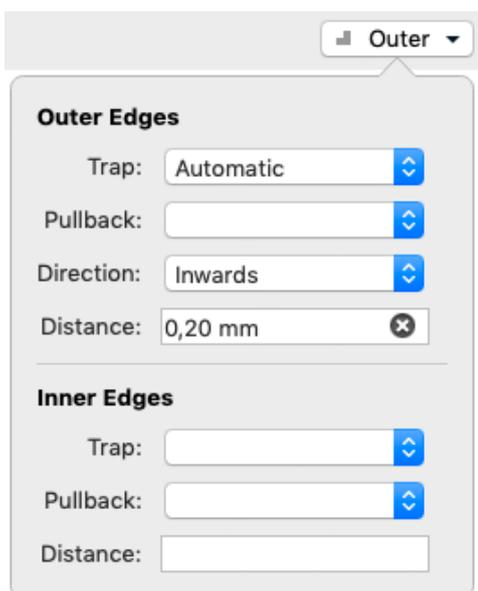 Outer
Outer Edges
Trap: Automatic
Pullback:
Direction: Inwards
Distance: 0,20 mm
Inner Edges
Trap:
Pullback:
Distance: